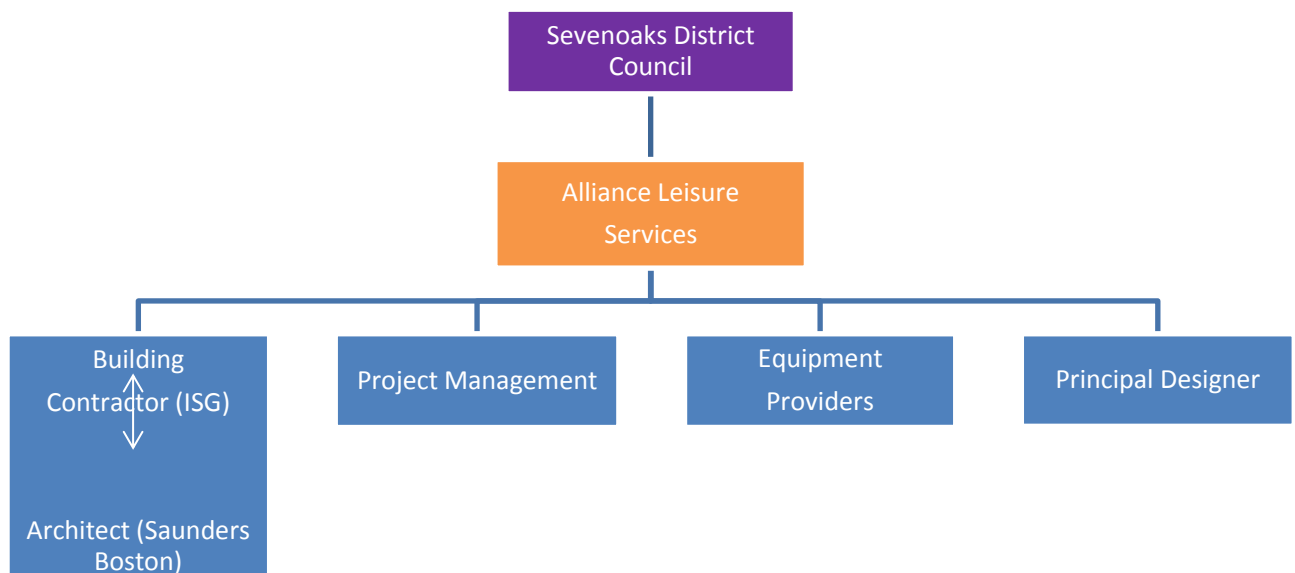 Sevenoaks District
Council
Alliance Leisure
Services
Building
Contractor (ISG)
Architect (Saunders
Boston)
Project Management
Equipment
Providers
Principal Designer